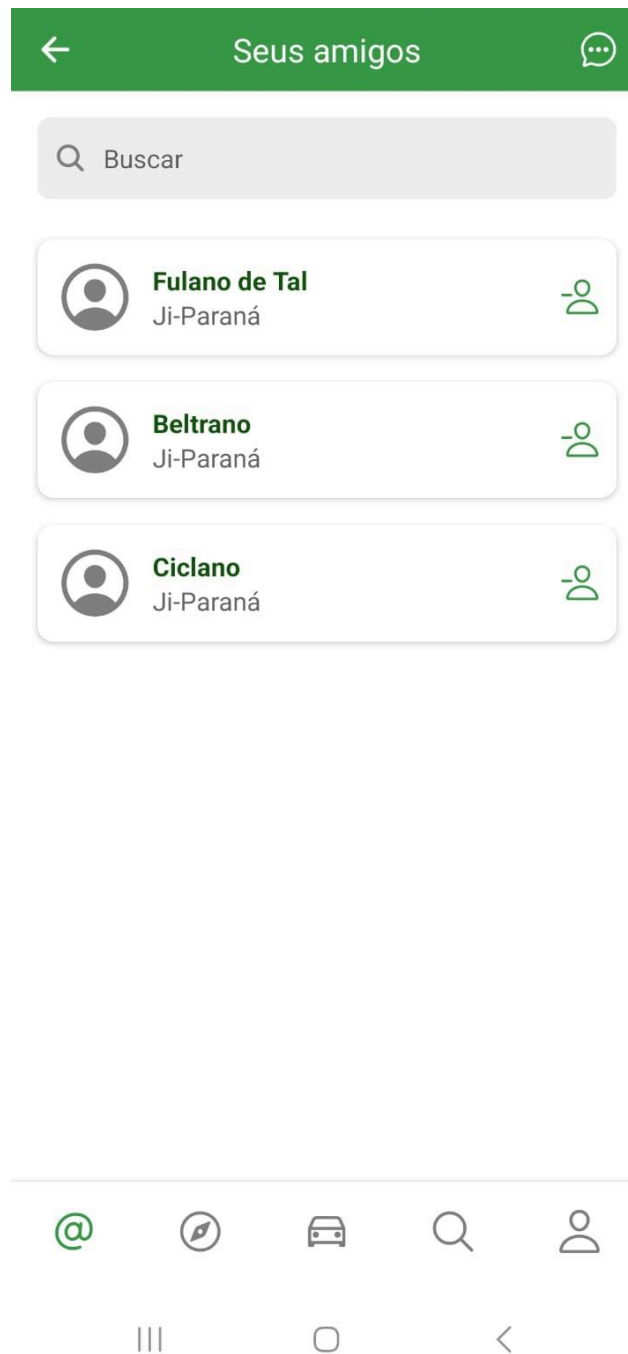 Seus amigos
Buscar
Fulano de Tal
Ji-Paraná
Beltrano
Ji-Paraná
Ciclano
Ji-Paraná
@